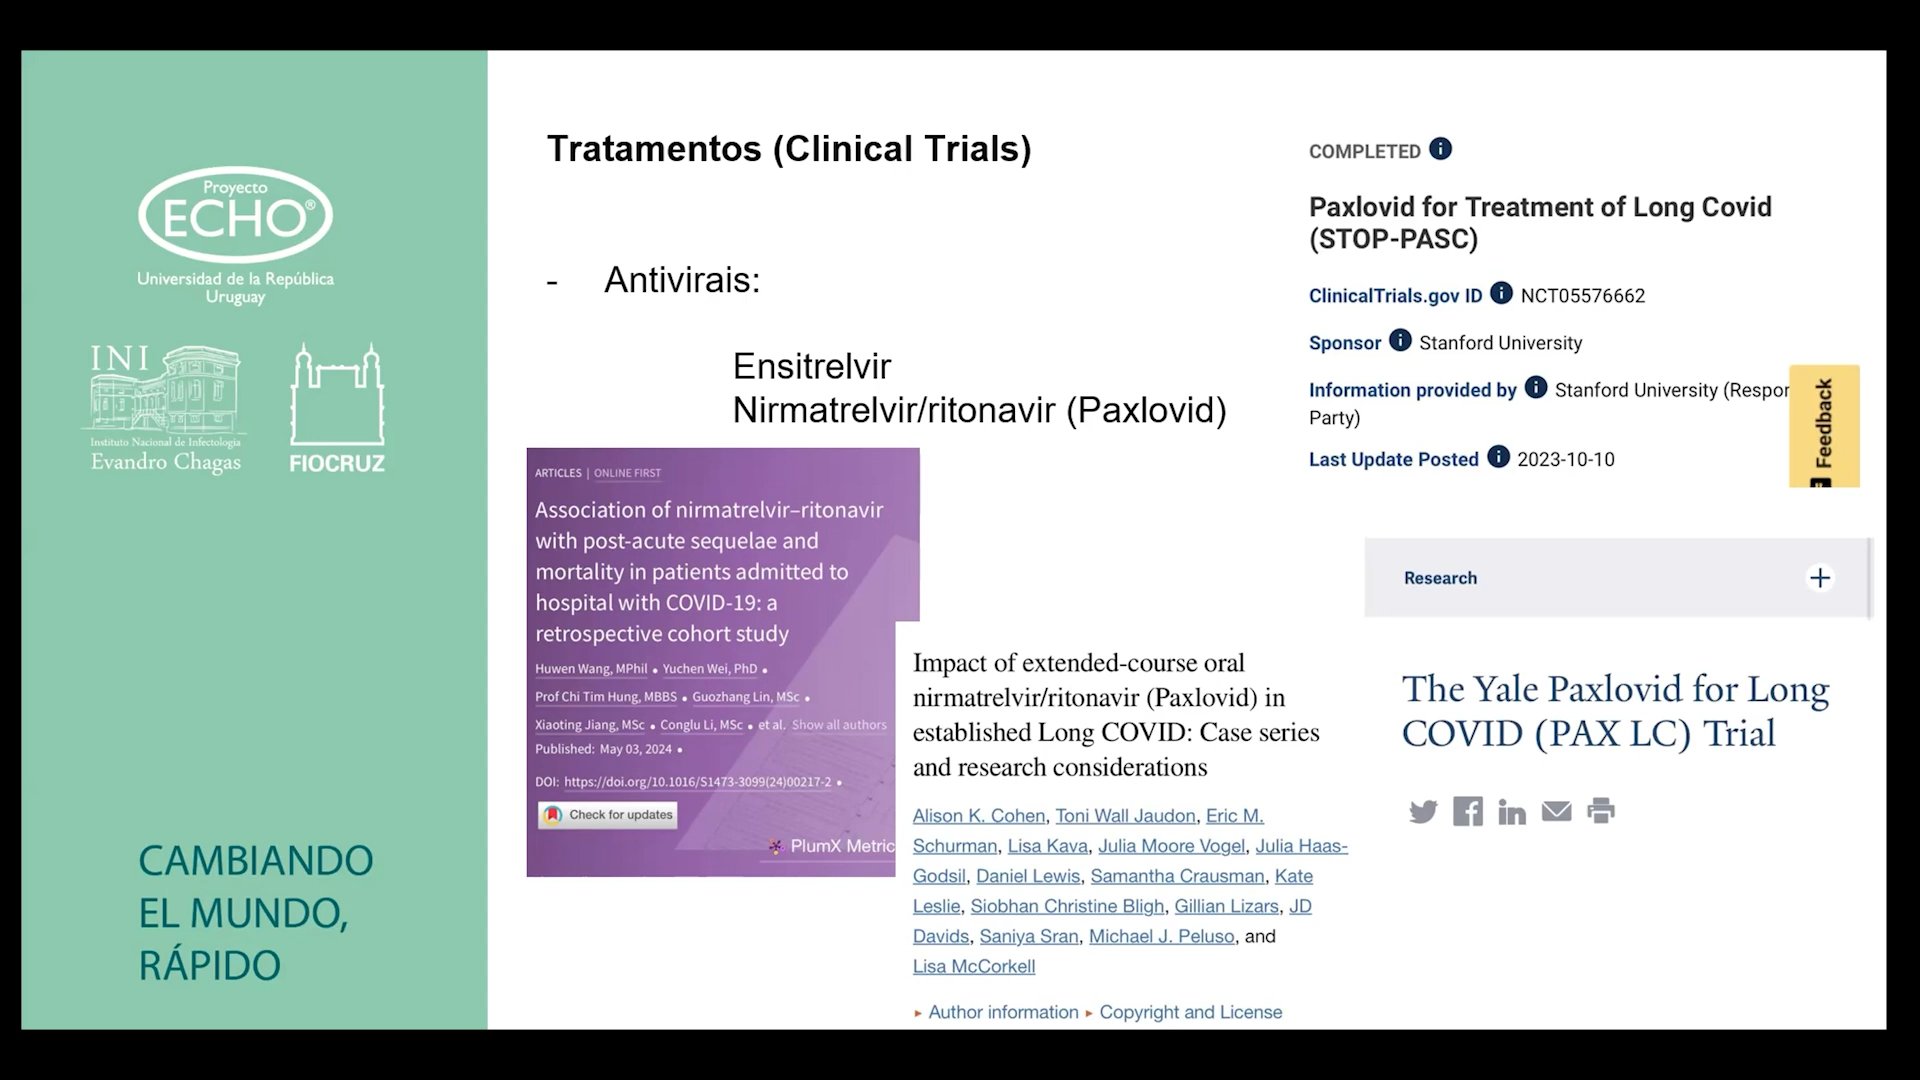 Proyecto
ECHO®
Universidad de la República
Uruguay
INI
Instituto Nacional de Infectologia
Evandro Chagas
FIOCRUZ
CAMBIANDO
EL MUNDO,
RÁPIDO
Tratamentos (Clinical Trials)
- Antivirais:
Ensitrelvir
Nirmatrelvir/ritonavir (Paxlovid)
ARTICLES | ONLINE FIRST
Association of nirmatrelvir–ritonavir
with post-acute sequelae and
mortality in patients admitted to
hospital with COVID-19: a
retrospective cohort study
Huwen Wang, MPhil • Yuchen Wei, PhD •
Prof Chi Tim Hung, MBBS • Guozhang Lin, MSc •
Xiaoting Jiang, MSc • Conglu Li, MSc • et al. Show all authors
Published: May 03, 2024 •
DOI: https://doi.org/10.1016/S1473-3099(24)00217-2 •
Check for updates
PlumX Metric
Impact of extended-course oral
nirmatrelvir/ritonavir (Paxlovid) in
established Long COVID: Case series
and research considerations
Alison K. Cohen, Toni Wall Jaudon, Eric M.
Schurman, Lisa Kava, Julia Moore Vogel, Julia Haas-
Godsil, Daniel Lewis, Samantha Crausman, Kate
Leslie, Siobhan Christine Bligh, Gillian Lizars, JD
Davids, Saniya Sran, Michael J. Peluso, and
Lisa McCorkell
▸ Author information ▸ Copyright and License
COMPLETED
Paxlovid for Treatment of Long Covid
(STOP-PASC)
ClinicalTrials.gov ID NCT05576662
Sponsor Stanford University
Information provided by Stanford University (Respon
Party)
Last Update Posted 2023-10-10
Feedback
Research +
The Yale Paxlovid for Long
COVID (PAX LC) Trial